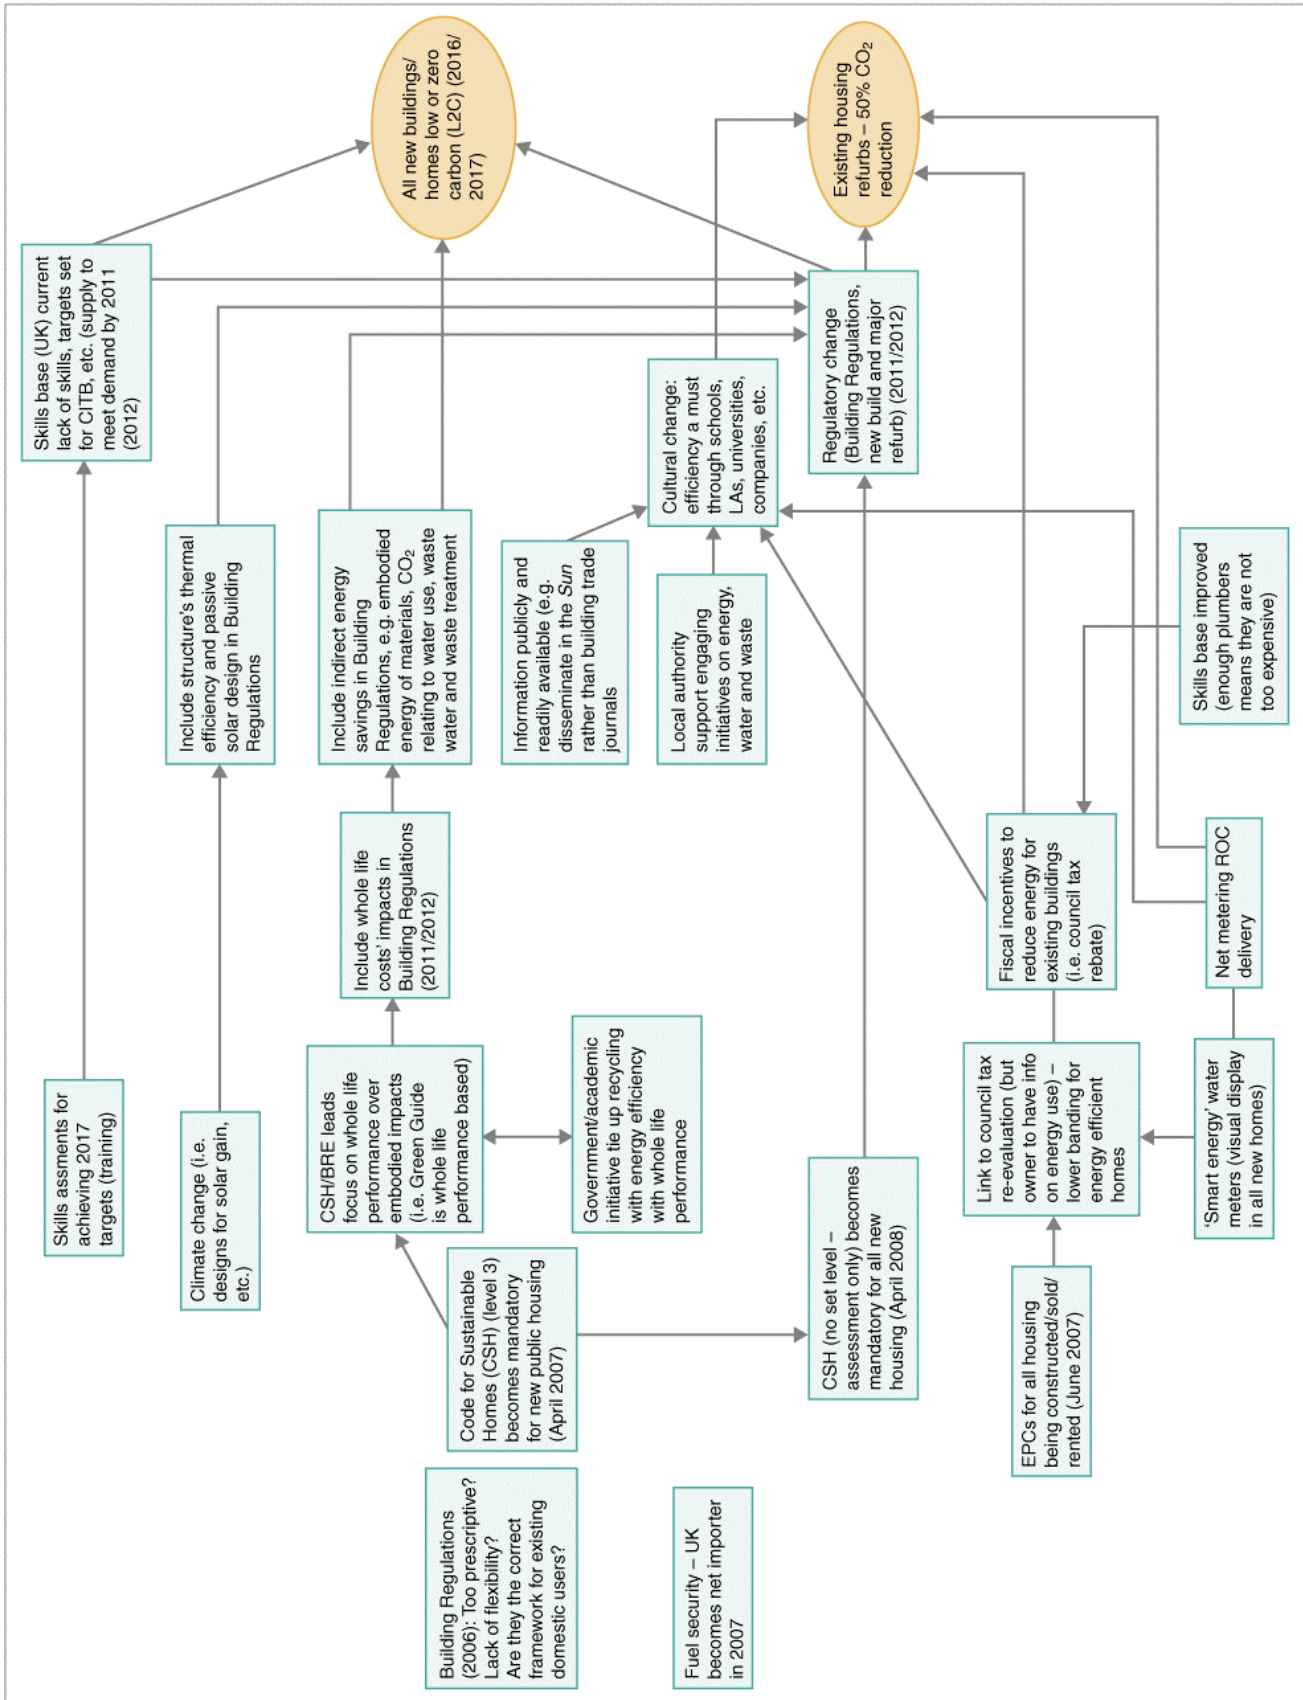 Building Regulations
(2006): Too prescriptive?
Lack of flexibility?
Are they the correct
framework for existing
domestic users?
Fuel security – UK
becomes net importer
in 2007
Code for Sustainable
Homes (CSH) (level 3)
becomes mandatory
for new public housing
(April 2007)
CSH (no set level –
assessment only) becomes
mandatory for all new
housing (April 2008)
EPCs for all housing
being constructed/sold/
rented (June 2007)
Skills assments for
achieving 2017
targets (training)
Climate change (i.e.
designs for solar gain,
etc.)
CSH/BRE leads
focus on whole life
performance over
embodied impacts
(i.e. Green Guide
is whole life
performance based)
Government/academic
initiative tie up recycling
with energy efficiency
with whole life
performance
Link to council tax
re-evaluation (but
owner to have info
on energy use) –
lower banding for
energy efficient
homes
‘Smart energy’ water
meters (visual display
in all new homes)
Include whole life
costs’ impacts in
Building Regulations
(2011/2012)
Fiscal incentives to
reduce energy for
existing buildings
(i.e. council tax
rebate)
Net metering ROC
delivery
Include structure’s thermal
efficiency and passive
solar design in Building
Regulations
Include indirect energy
savings in Building
Regulations, e.g. embodied
energy of materials, CO₂
relating to water use, waste
water and waste treatment
Information publicly and
readily available (e.g.
disseminate in the Sun
rather than building trade
journals
Local authority
support engaging
initiatives on energy,
water and waste
Skills base improved
(enough plumbers
means they are not
too expensive)
Skills base (UK) current
lack of skills, targets set
for CITB, etc. (supply to
meet demand by 2011
(2012)
Cultural change:
efficiency a must
through schools,
LAs, universities,
companies, etc.
Regulatory change
(Building Regulations,
new build and major
refurb) (2011/2012)
All new buildings/
homes low or zero
carbon (L2C) (2016/
2017)
Existing housing
refurbs – 50% CO₂
reduction